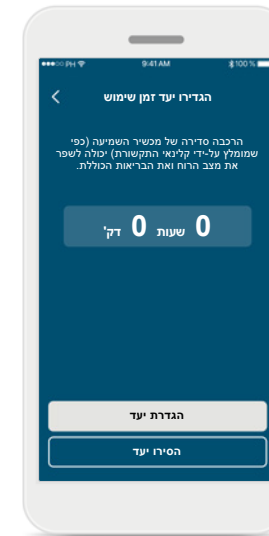 ●●●○○ PH 9:41 AM 100%
הגדירו יעד זמן שימוש
הרכבה סדירה של מכשיר השמיעה (כפי
שמומלץ על-ידי קלינאי התקשורת) יכולה לשפר
את מצב הרוח ואת הבריאות הכוללת.
0 שעות 0 דק'
הגדרת יעד
הסירו יעד